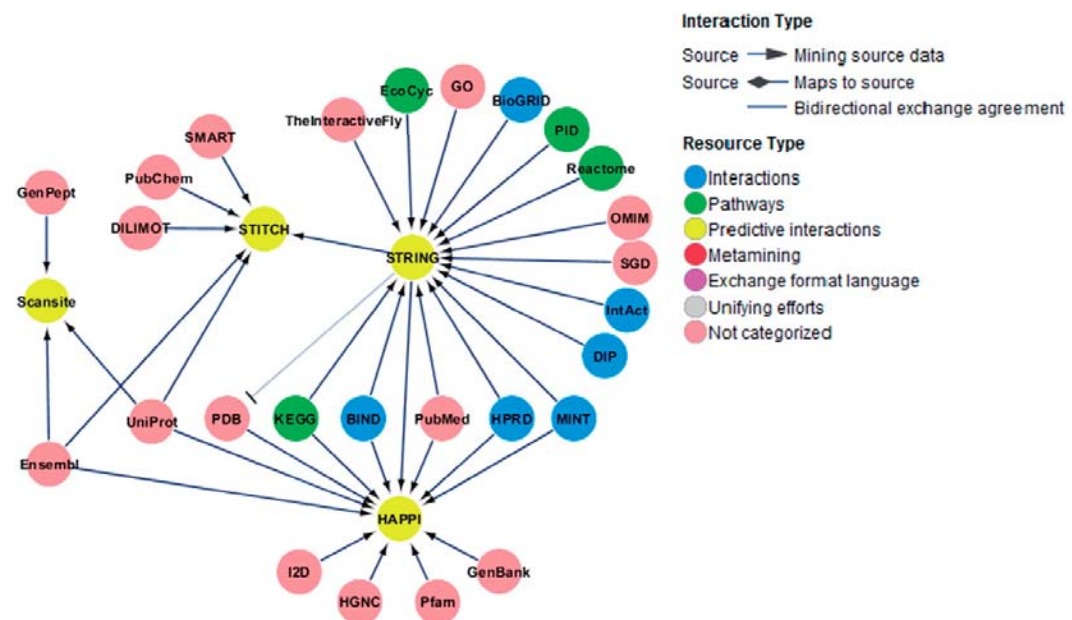 Interaction Type
Source Mining source data
Source Maps to source
Bidirectional exchange agreement
Resource Type
Interactions
Pathways
Predictive interactions
Metamining
Exchange format language
Unifying efforts
Not categorized
EcoCyc
GO
BioGRID
TheInteractiveFly
PID
SMART
Reactome
PubChem
GenPept
OMIM
DILIMOT
STITCH
STRING
SGD
Scansite
IntAct
DIP
UniProt
PDB
KEGG
BIND
PubMed
HPRD
MINT
Ensembl
HAPPI
I2D
GenBank
HGNC
Pfam